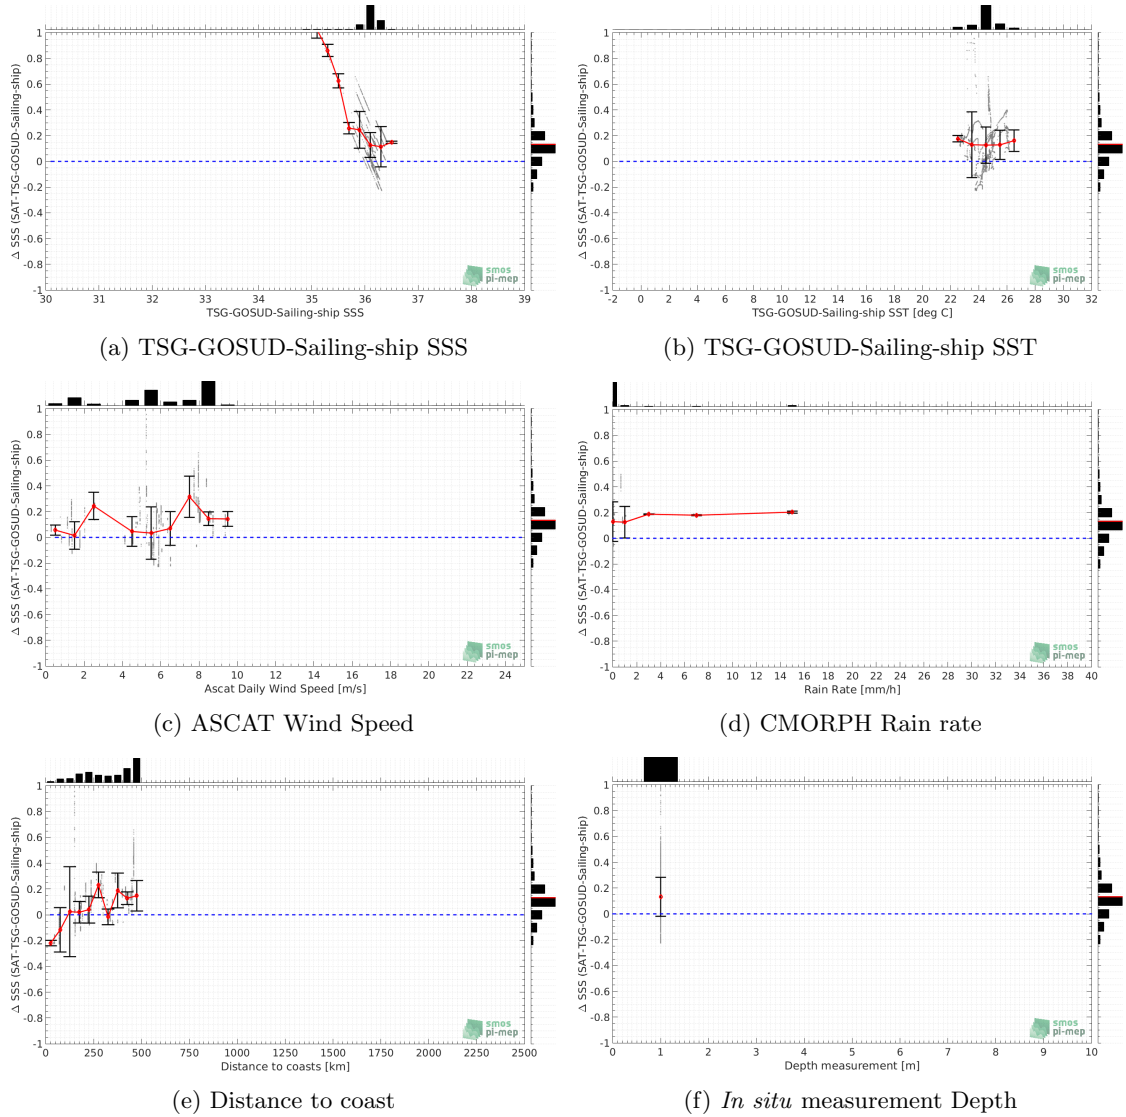 Δ SSS (SAT-TSG-GOSUD-Sailing-ship)
1
0.8
0.6
0.4
0.2
0
-0.2
-0.4
-0.6
-0.8
-1
30 31 32 33 34 35 36 37 38 39
TSG-GOSUD-Sailing-ship SSS
smos
pi-mep
(a) TSG-GOSUD-Sailing-ship SSS
Δ SSS (SAT-TSG-GOSUD-Sailing-ship)
1
0.8
0.6
0.4
0.2
0
-0.2
-0.4
-0.6
-0.8
-1
-2 0 2 4 6 8 10 12 14 16 18 20 22 24 26 28 30 32
TSG-GOSUD-Sailing-ship SST [deg C]
smos
pi-mep
(b) TSG-GOSUD-Sailing-ship SST
Δ SSS (SAT-TSG-GOSUD-Sailing-ship)
1
0.8
0.6
0.4
0.2
0
-0.2
-0.4
-0.6
-0.8
-1
0 2 4 6 8 10 12 14 16 18 20 22 24
Ascat Daily Wind Speed [m/s]
smos
pi-mep
(c) ASCAT Wind Speed
Δ SSS (SAT-TSG-GOSUD-Sailing-ship)
1
0.8
0.6
0.4
0.2
0
-0.2
-0.4
-0.6
-0.8
-1
0 2 4 6 8 10 12 14 16 18 20 22 24 26 28 30 32 34 36 38 40
Rain Rate [mm/h]
smos
pi-mep
(d) CMORPH Rain rate
Δ SSS (SAT-TSG-GOSUD-Sailing-ship)
1
0.8
0.6
0.4
0.2
0
-0.2
-0.4
-0.6
-0.8
-1
0 250 500 750 1000 1250 1500 1750 2000 2250 2500
Distance to coasts [km]
smos
pi-mep
(e) Distance to coast
Δ SSS (SAT-TSG-GOSUD-Sailing-ship)
1
0.8
0.6
0.4
0.2
0
-0.2
-0.4
-0.6
-0.8
-1
0 1 2 3 4 5 6 7 8 9 10
Depth measurement [m]
smos
pi-mep
(f) In situ measurement Depth